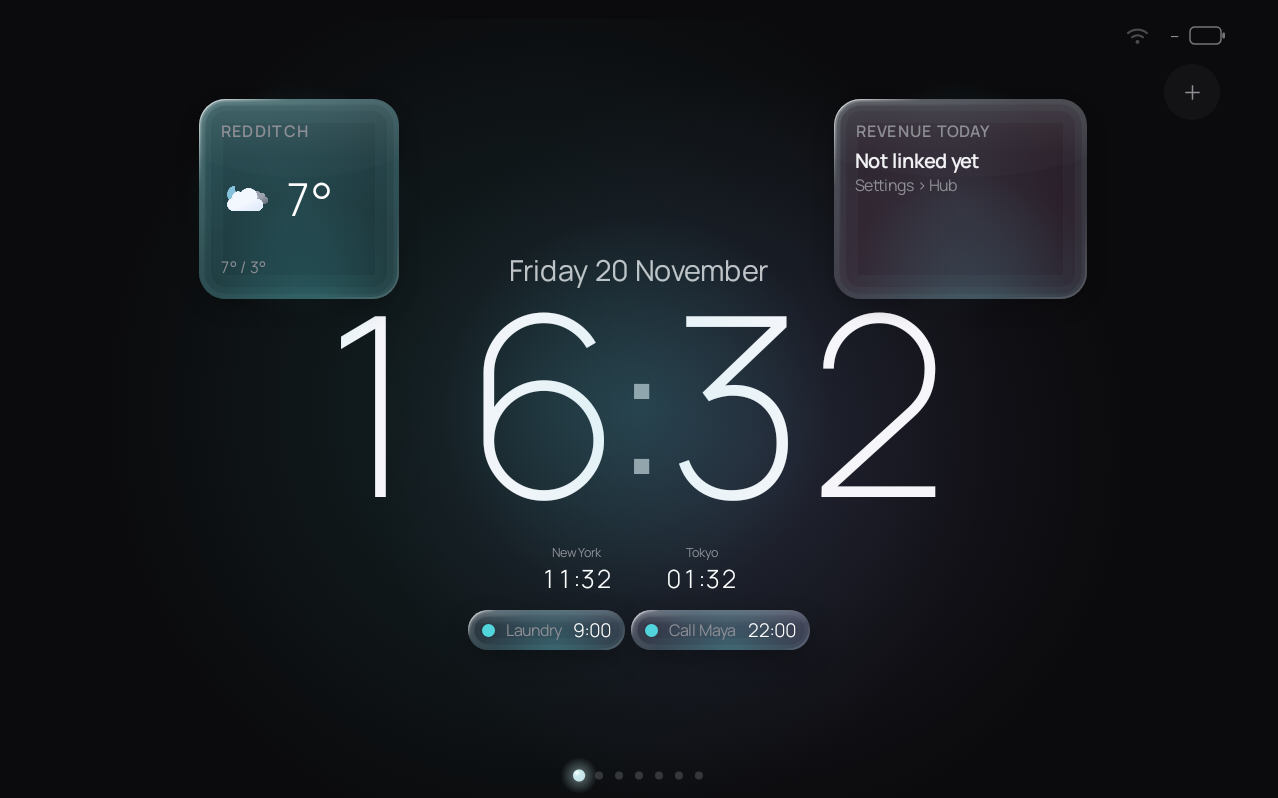 –
REDDITCH
7°
7° / 3°
REVENUE TODAY
Not linked yet
Settings > Hub
Friday 20 November
16:32
New York
11:32
Tokyo
01:32
Laundry 9:00
Call Maya 22:00